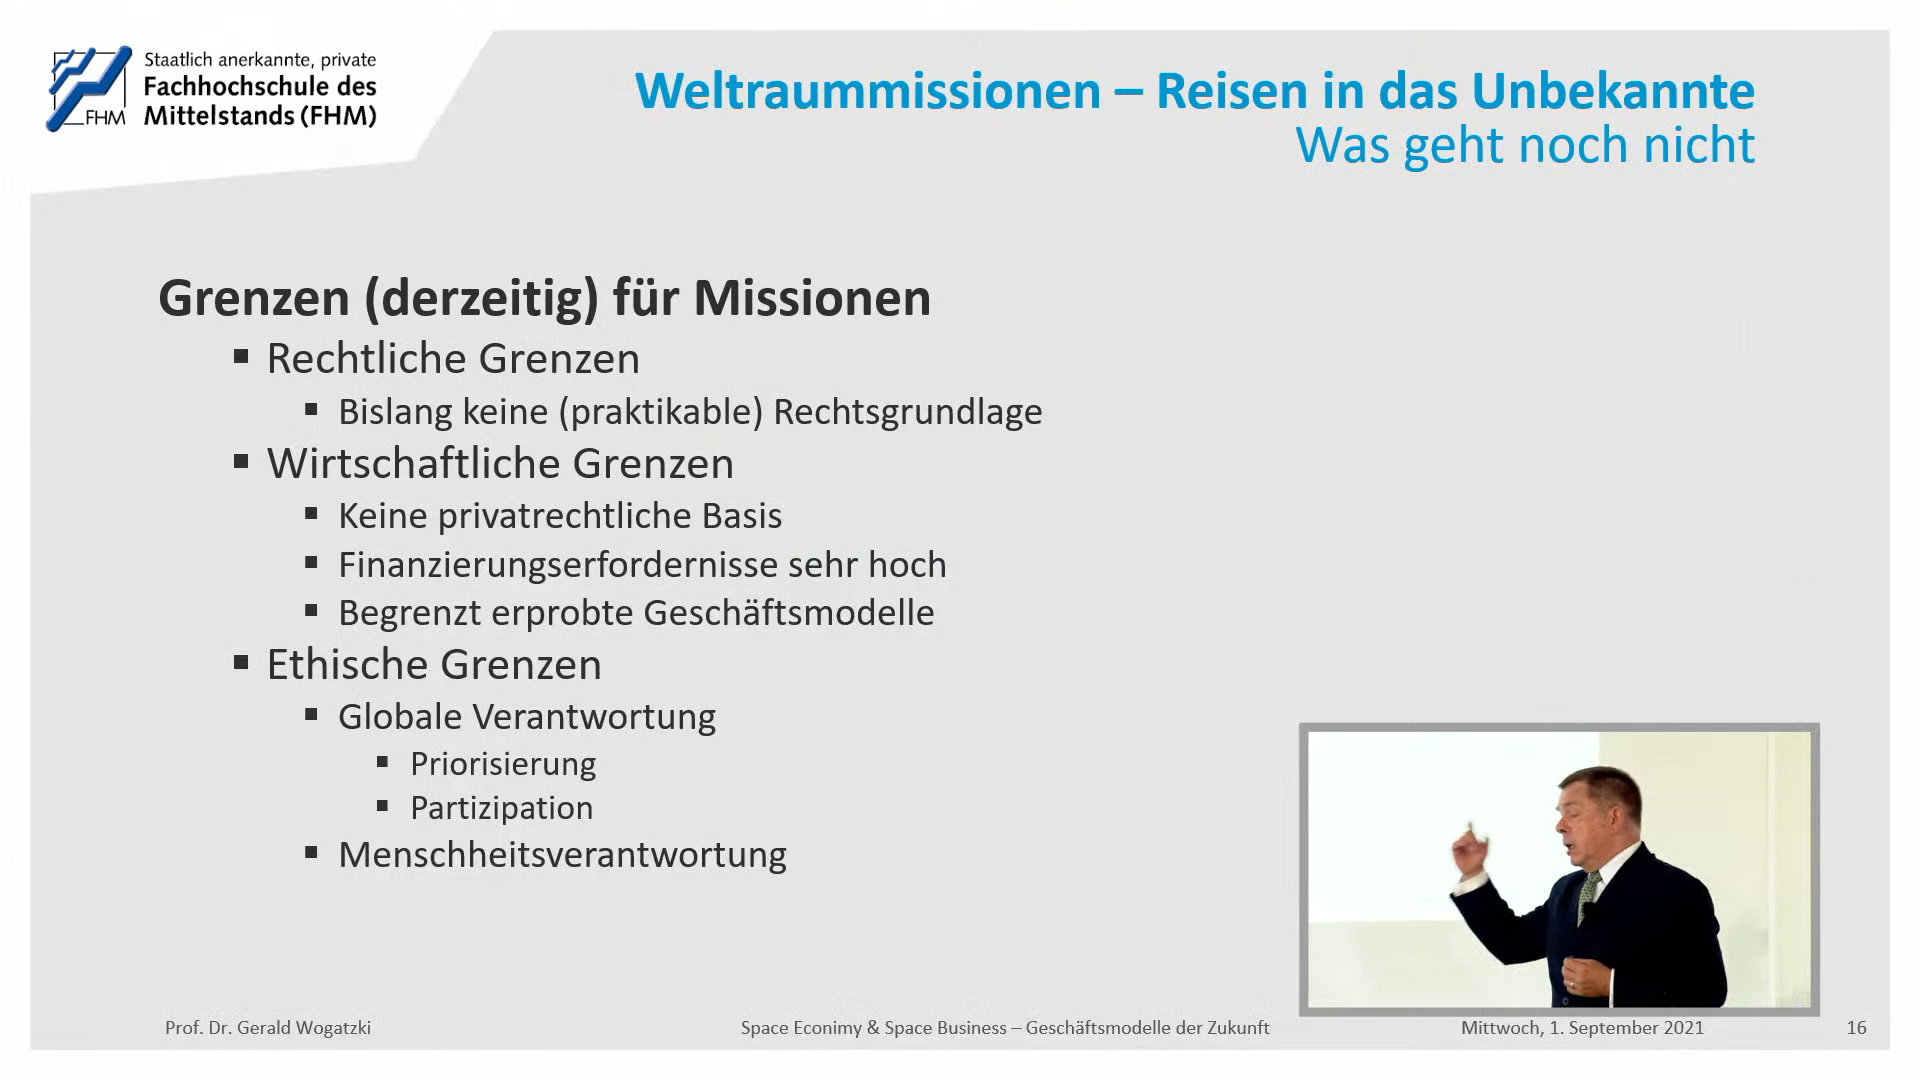 Staatlich anerkannte, private
Fachhochschule des
Mittelstands (FHM)
FHM
Weltraummissionen – Reisen in das Unbekannte
Was geht noch nicht
Grenzen (derzeitig) für Missionen
▪ Rechtliche Grenzen
▪ Bislang keine (praktikable) Rechtsgrundlage
▪ Wirtschaftliche Grenzen
▪ Keine privatrechtliche Basis
▪ Finanzierungserfordernisse sehr hoch
▪ Begrenzt erprobte Geschäftsmodelle
▪ Ethische Grenzen
▪ Globale Verantwortung
▪ Priorisierung
▪ Partizipation
▪ Menschheitsverantwortung
Prof. Dr. Gerald Wogatzki
Space Econimy & Space Business – Geschäftsmodelle der Zukunft
Mittwoch, 1. September 2021
16